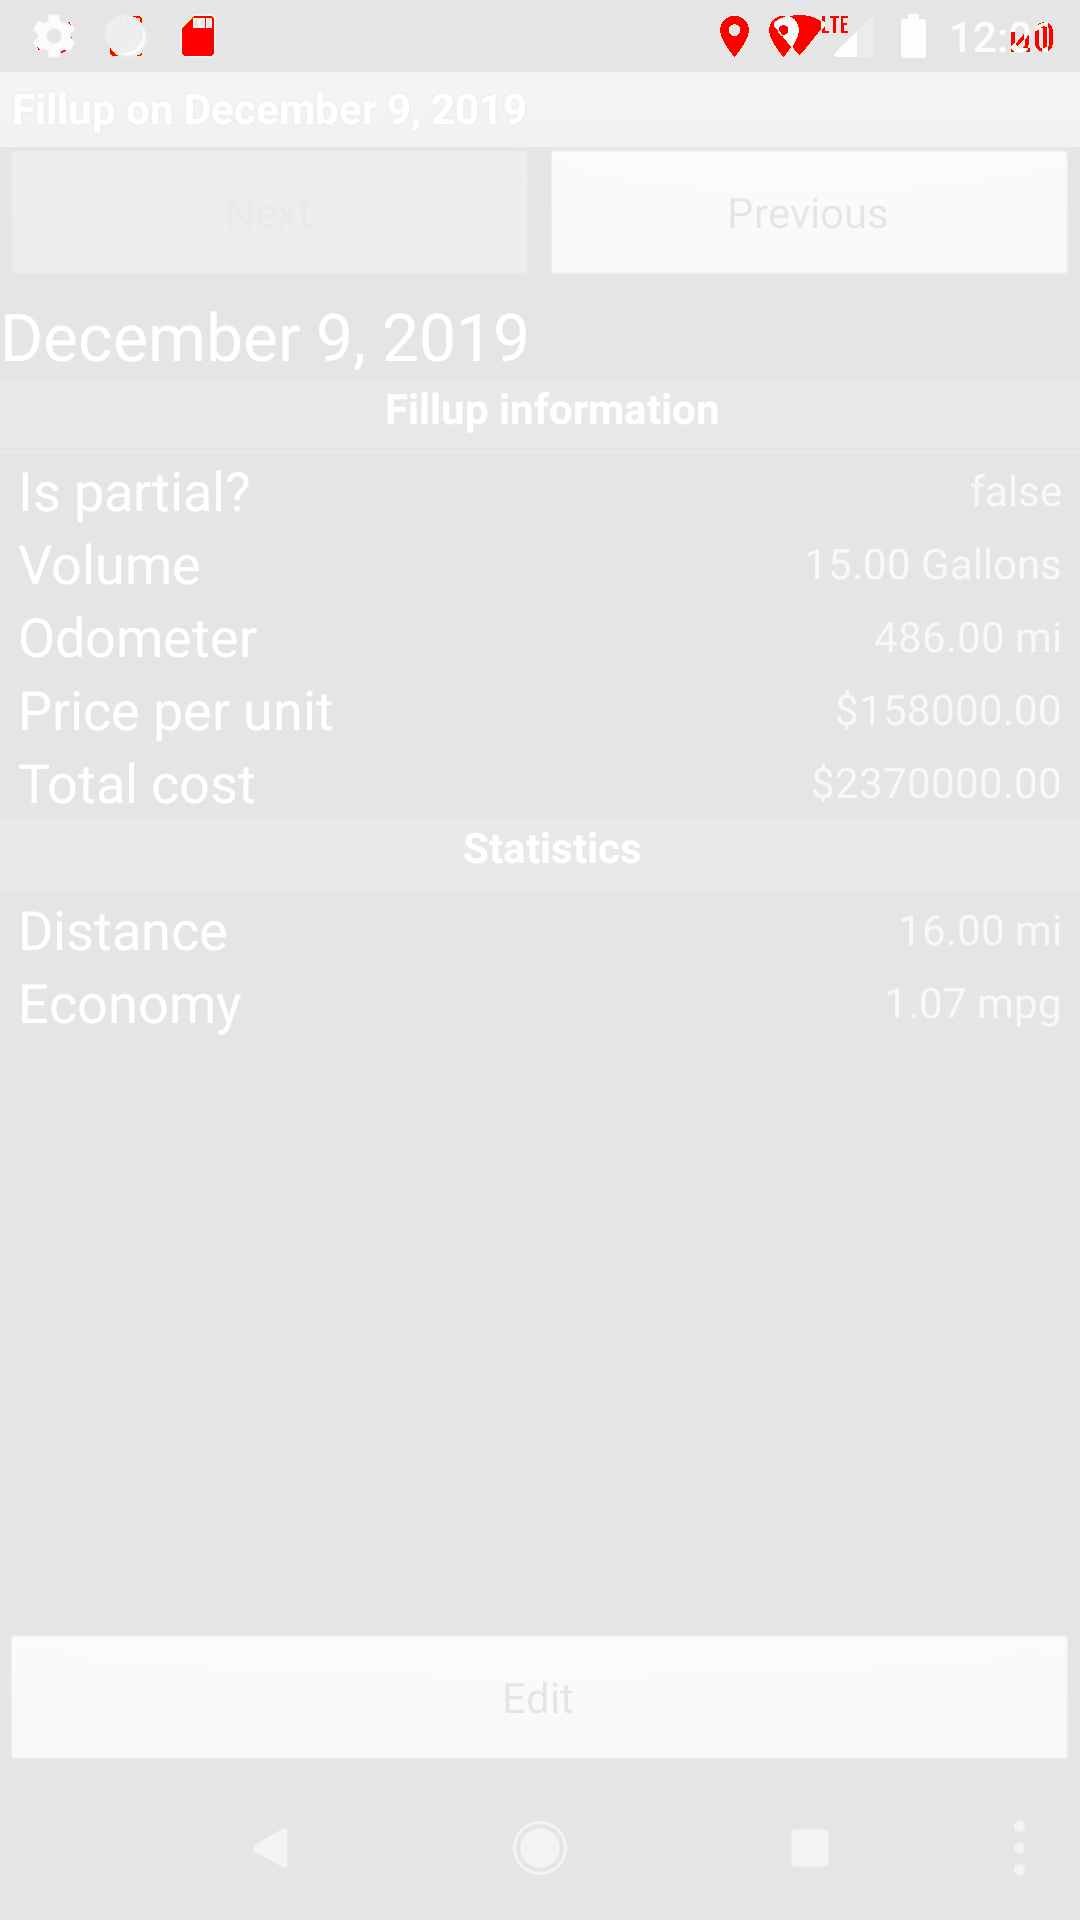 LTE
Fillup on December 9, 2019
Next Previous
December 9, 2019
Fillup information
Is partial? false
Volume 15.00 Gallons
Odometer 486.00 mi
Price per unit $158000.00
Total cost $2370000.00
Statistics
Distance 16.00 mi
Economy 1.07 mpg
Edit